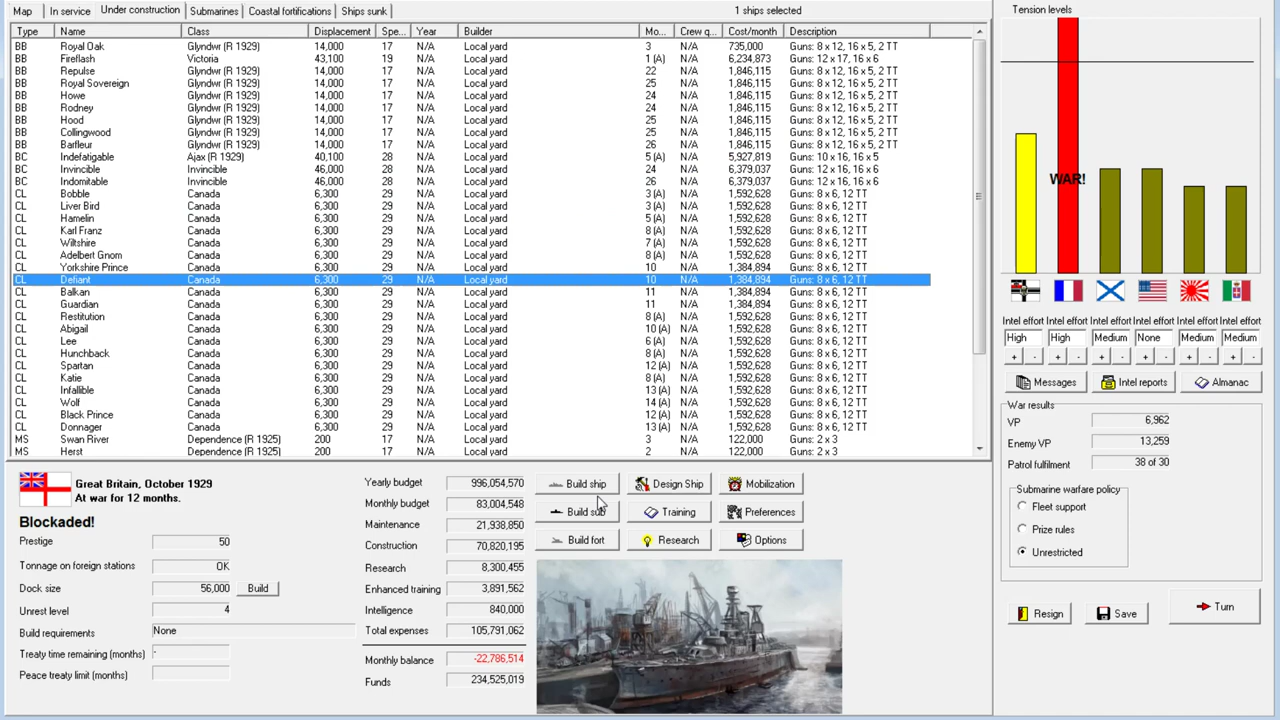 Map In service Under construction Submarines Coastal fortifications Ships sunk 1 ships selected
Type Name Class Displacement Spe... Year Builder Mo... Crew q... Cost/month Description
BB Royal Oak Glyndwr (R 1929) 14,000 17 N/A Local yard 3 N/A 735,000 Guns: 8 x 12, 16 x 5, 2 TT
BB Fireflash Victoria 43,100 19 N/A Local yard 1 (A) N/A 6,234,873 Guns: 12 x 17, 16 x 6
BB Repulse Glyndwr (R 1929) 14,000 17 N/A Local yard 22 N/A 1,846,115 Guns: 8 x 12, 16 x 5, 2 TT
BB Royal Sovereign Glyndwr (R 1929) 14,000 17 N/A Local yard 25 N/A 1,846,115 Guns: 8 x 12, 16 x 5, 2 TT
BB Rowe Glyndwr (R 1929) 14,000 17 N/A Local yard 24 N/A 1,846,115 Guns: 8 x 12, 16 x 5, 2 TT
BB Rodney Glyndwr (R 1929) 14,000 17 N/A Local yard 24 N/A 1,846,115 Guns: 8 x 12, 16 x 5, 2 TT
BB Hood Glyndwr (R 1929) 14,000 17 N/A Local yard 25 N/A 1,846,115 Guns: 8 x 12, 16 x 5, 2 TT
BB Collingwood Glyndwr (R 1929) 14,000 17 N/A Local yard 25 N/A 1,846,115 Guns: 8 x 12, 16 x 5, 2 TT
BB Barfleur Glyndwr (R 1929) 14,000 17 N/A Local yard 26 N/A 1,846,115 Guns: 8 x 12, 16 x 5, 2 TT
BC Indefatigable Ajax (R 1929) 40,100 28 N/A Local yard 5 (A) N/A 5,927,819 Guns: 10 x 16, 16 x 5
BC Invincible Invincible 46,000 28 N/A Local yard 24 N/A 6,379,037 Guns: 12 x 16, 16 x 6
BC Indomitable Invincible 46,000 28 N/A Local yard 26 N/A 6,379,037 Guns: 12 x 16, 16 x 6
CL Bobble Canada 6,300 29 N/A Local yard 3 (A) N/A 1,592,628 Guns: 8 x 6, 12 TT
CL Liver Bird Canada 6,300 29 N/A Local yard 3 (A) N/A 1,592,628 Guns: 8 x 6, 12 TT
CL Hamelin Canada 6,300 29 N/A Local yard 5 (A) N/A 1,592,628 Guns: 8 x 6, 12 TT
CL Karl Franz Canada 6,300 29 N/A Local yard 8 (A) N/A 1,592,628 Guns: 8 x 6, 12 TT
CL Wiltshire Canada 6,300 29 N/A Local yard 7 (A) N/A 1,592,628 Guns: 8 x 6, 12 TT
CL Adelbert Gnom Canada 6,300 29 N/A Local yard 8 (A) N/A 1,592,628 Guns: 8 x 6, 12 TT
CL Yorkshire Prince Canada 6,300 29 N/A Local yard 10 N/A 1,384,894 Guns: 8 x 6, 12 TT
CL Defiant Canada 6,300 29 N/A Local yard 10 N/A 1,384,894 Guns: 8 x 6, 12 TT
CL Balkan Canada 6,300 29 N/A Local yard 11 N/A 1,384,894 Guns: 8 x 6, 12 TT
CL Guardian Canada 6,300 29 N/A Local yard 11 N/A 1,384,894 Guns: 8 x 6, 12 TT
CL Restitution Canada 6,300 29 N/A Local yard 8 (A) N/A 1,592,628 Guns: 8 x 6, 12 TT
CL Abigail Canada 6,300 29 N/A Local yard 10 (A) N/A 1,592,628 Guns: 8 x 6, 12 TT
CL Lee Canada 6,300 29 N/A Local yard 6 (A) N/A 1,592,628 Guns: 8 x 6, 12 TT
CL Hunchback Canada 6,300 29 N/A Local yard 8 (A) N/A 1,592,628 Guns: 8 x 6, 12 TT
CL Spartan Canada 6,300 29 N/A Local yard 12 (A) N/A 1,592,628 Guns: 8 x 6, 12 TT
CL Katie Canada 6,300 29 N/A Local yard 8 (A) N/A 1,592,628 Guns: 8 x 6, 12 TT
CL Infallible Canada 6,300 29 N/A Local yard 13 (A) N/A 1,592,628 Guns: 8 x 6, 12 TT
CL Wolf Canada 6,300 29 N/A Local yard 14 (A) N/A 1,592,628 Guns: 8 x 6, 12 TT
CL Black Prince Canada 6,300 29 N/A Local yard 12 (A) N/A 1,592,628 Guns: 8 x 6, 12 TT
CL Donnager Canada 6,300 29 N/A Local yard 13 (A) N/A 1,592,628 Guns: 8 x 6, 12 TT
MS Swan River Dependence (R 1925) 200 17 N/A Local yard 3 N/A 122,000 Guns: 2 x 3
MS Herst Dependence (R 1925) 200 17 N/A Local yard 2 N/A 122,000 Guns: 2 x 3
Great Britain, October 1929
At war for 12 months.
Blockaded!
Prestige 50
Tonnage on foreign stations OK
Dock size 56,000 Build
Unrest level 4
Build requirements None
Treaty time remaining (months) -
Peace treaty limit (months)
Yearly budget 996,054,570
Monthly budget 83,004,548
Maintenance 21,938,850
Construction 70,820,195
Research 8,300,455
Enhanced training 3,891,562
Intelligence 840,000
Total expenses 105,791,062
Monthly balance -22,786,514
Funds 234,525,019
Build ship Design Ship Mobilization
Build sub Training Preferences
Build fort Research Options
Tension levels
WAR!
Intel effort Intel effort Intel effort Intel effort Intel effort Intel effort
High High Medium None Medium Medium
+ - + - + - + - + - + -
Messages Intel reports Almanac
War results
VP 6,962
Enemy VP 13,259
Patrol fulfilment 38 of 30
Submarine warfare policy
Fleet support
Prize rules
Unrestricted
Resign Save Turn